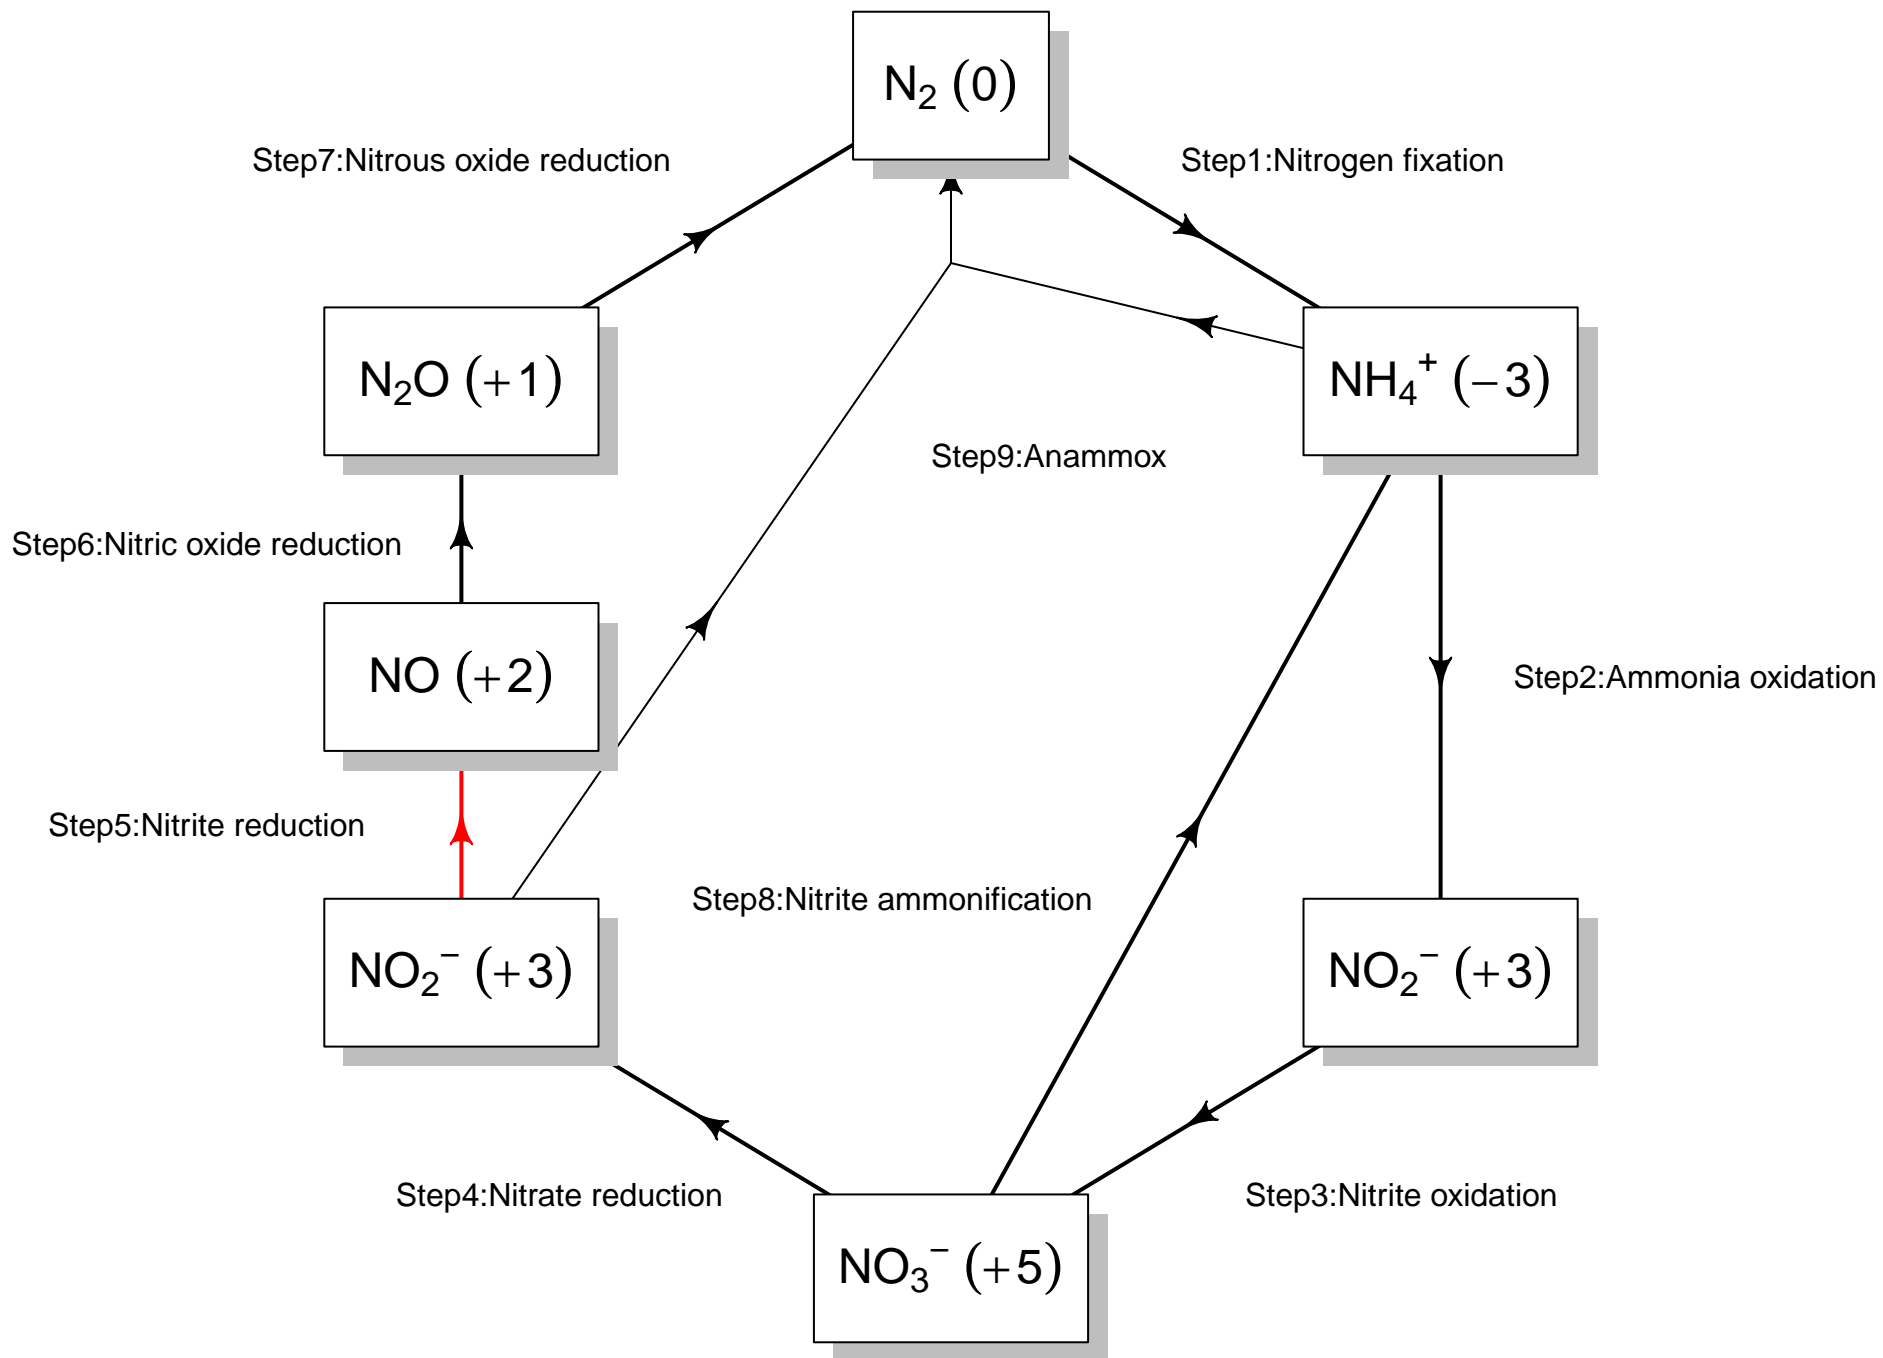 N₂ (0)
Step7:Nitrous oxide reduction
Step1:Nitrogen fixation
N₂O (+1)
NH₄⁺ (−3)
Step9:Anammox
Step6:Nitric oxide reduction
NO (+2)
Step2:Ammonia oxidation
Step5:Nitrite reduction
Step8:Nitrite ammonification
NO₂⁻ (+3)
NO₂⁻ (+3)
Step4:Nitrate reduction
Step3:Nitrite oxidation
NO₃⁻ (+5)